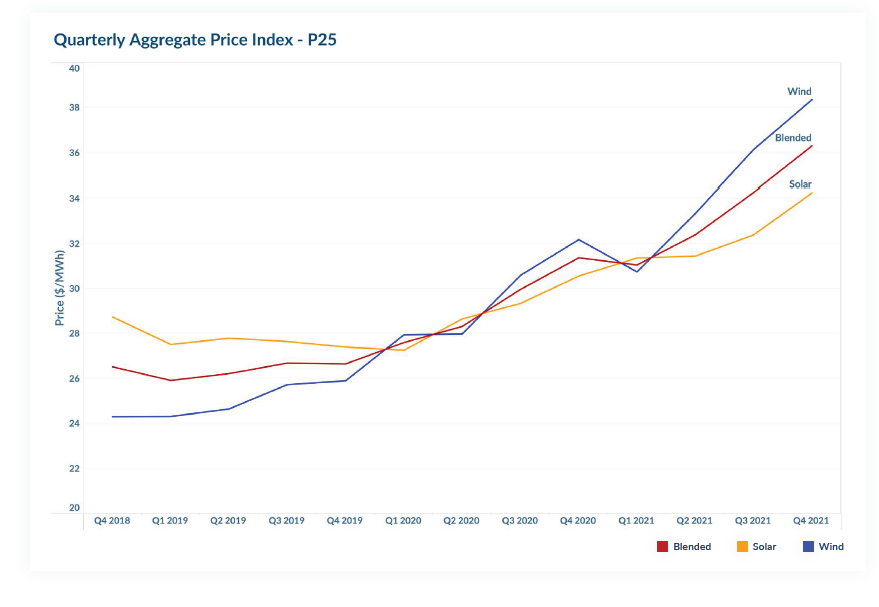 Quarterly Aggregate Price Index - P25
40
38
36
34
32
30
28
26
24
22
20
Price ($/MWh)
Wind
Blended
Solar
Q4 2018 Q1 2019 Q2 2019 Q3 2019 Q4 2019 Q1 2020 Q2 2020 Q3 2020 Q4 2020 Q1 2021 Q2 2021 Q3 2021 Q4 2021
Blended Solar Wind